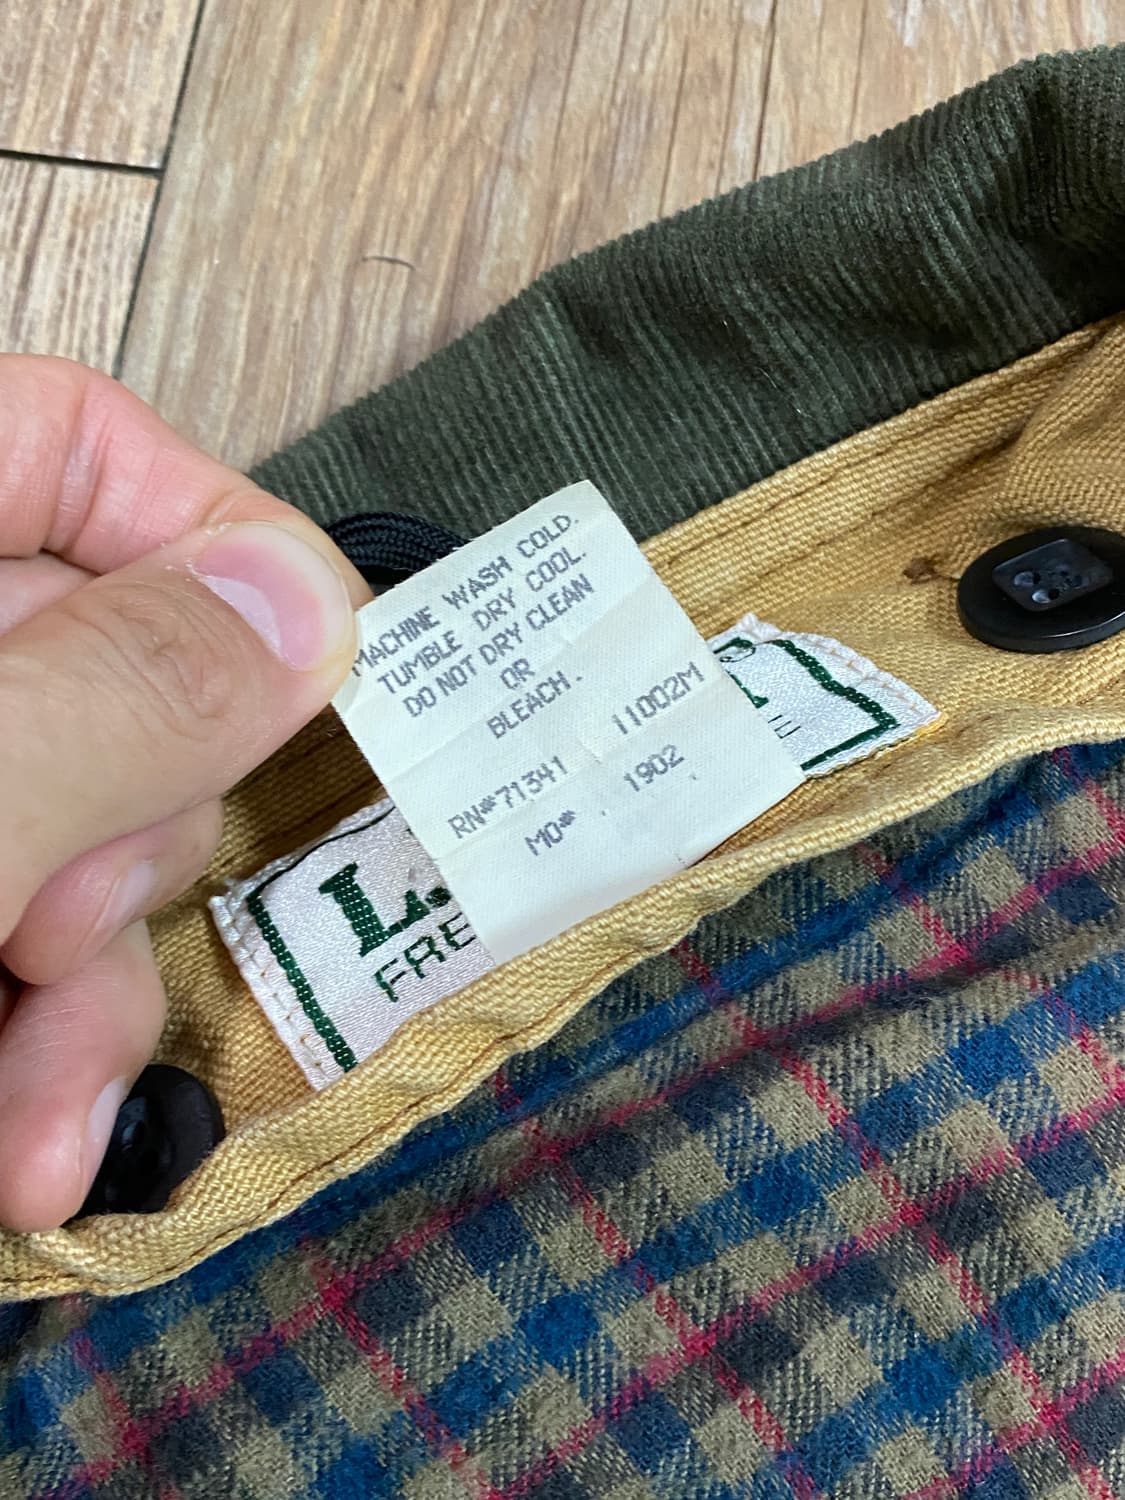 MACHINE WASH COLD.
TUMBLE DRY COOL.
DO NOT DRY CLEAN
OR
BLEACH.
RN#71341 11002M
MO# 1902
L.
FRE
E